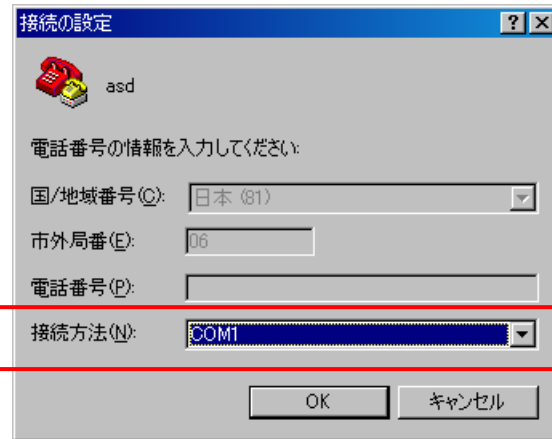 接続の設定
asd
電話番号の情報を入力してください:
国/地域番号(C): 日本 (81)
市外局番(E): 06
電話番号(P):
接続方法(N): COM1
OK キャンセル